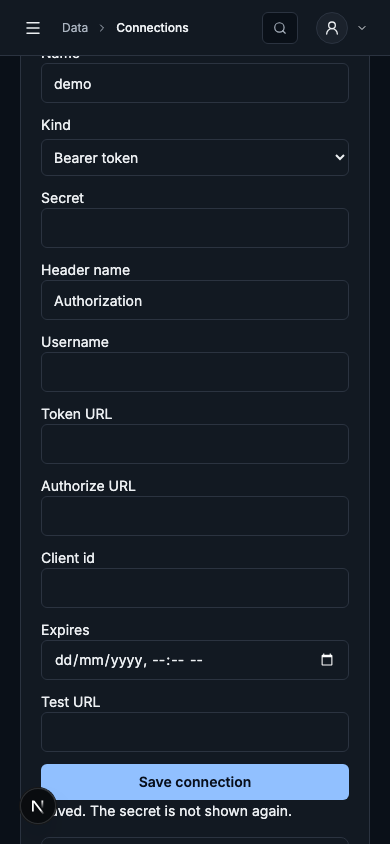 Data > Connections
Name
demo
Kind
Bearer token
Secret
Header name
Authorization
Username
Token URL
Authorize URL
Client id
Expires
dd/mm/yyyy, --:-- --
Test URL
Save connection
N
. The secret is not shown again.